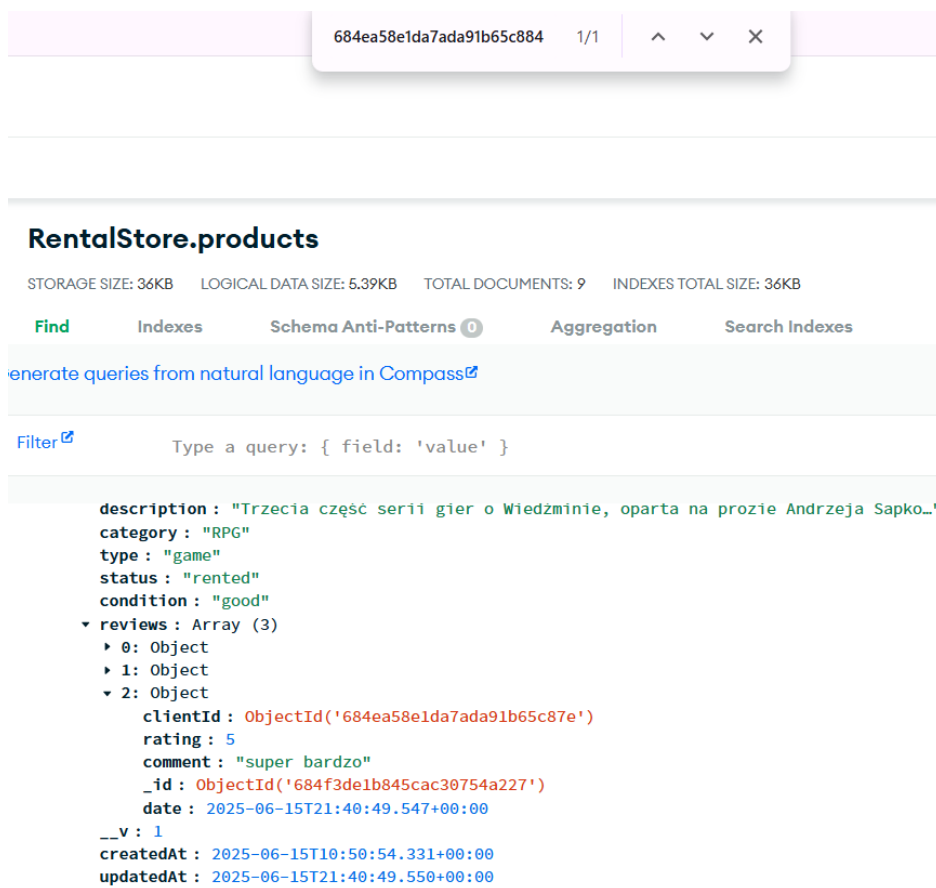 684ea58e1da7ada91b65c884 1/1
RentalStore.products
STORAGE SIZE: 36KB LOGICAL DATA SIZE: 5.39KB TOTAL DOCUMENTS: 9 INDEXES TOTAL SIZE: 36KB
Find Indexes Schema Anti-Patterns 0 Aggregation Search Indexes
enerate queries from natural language in Compass
Filter Type a query: { field: 'value' }
description : "Trzecia część serii gier o Wiedźminie, oparta na prozie Andrzeja Sapko…"
category : "RPG"
type : "game"
status : "rented"
condition : "good"
reviews : Array (3)
0: Object
1: Object
2: Object
clientId : ObjectId('684ea58e1da7ada91b65c87e')
rating : 5
comment : "super bardzo"
_id : ObjectId('684f3de1b845cac30754a227')
date : 2025-06-15T21:40:49.547+00:00
__v : 1
createdAt : 2025-06-15T10:50:54.331+00:00
updatedAt : 2025-06-15T21:40:49.550+00:00